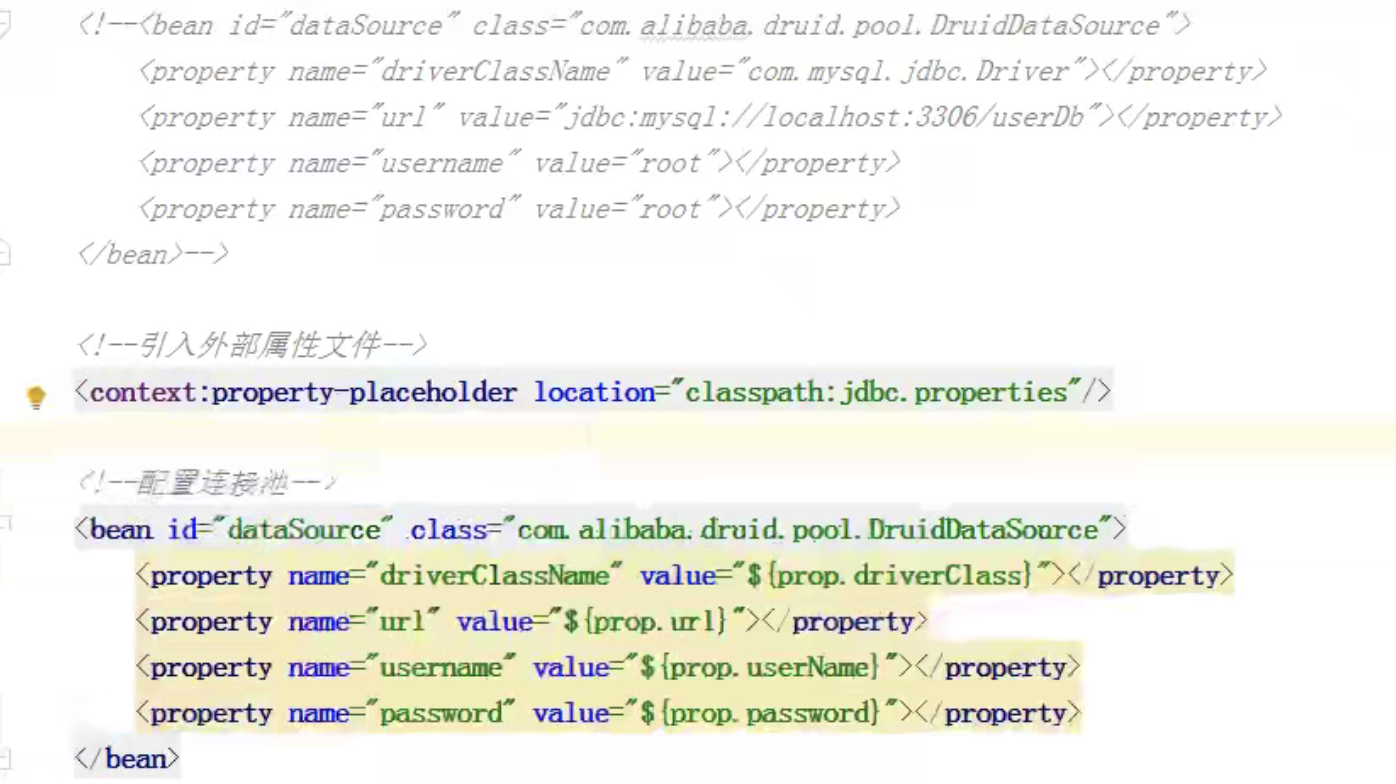 <!--<bean id="dataSource" class="com.alibaba.druid.pool.DruidDataSource">
<property name="driverClassName" value="com.mysql.jdbc.Driver"></property>
<property name="url" value="jdbc:mysql://localhost:3306/userDb"></property>
<property name="username" value="root"></property>
<property name="password" value="root"></property>
</bean>-->
<!--引入外部属性文件-->
<context:property-placeholder location="classpath:jdbc.properties"/>
<!--配置连接池-->
<bean id="dataSource" class="com.alibaba.druid.pool.DruidDataSource">
<property name="driverClassName" value="${prop.driverClass}"></property>
<property name="url" value="${prop.url}"></property>
<property name="username" value="${prop.userName}"></property>
<property name="password" value="${prop.password}"></property>
</bean>